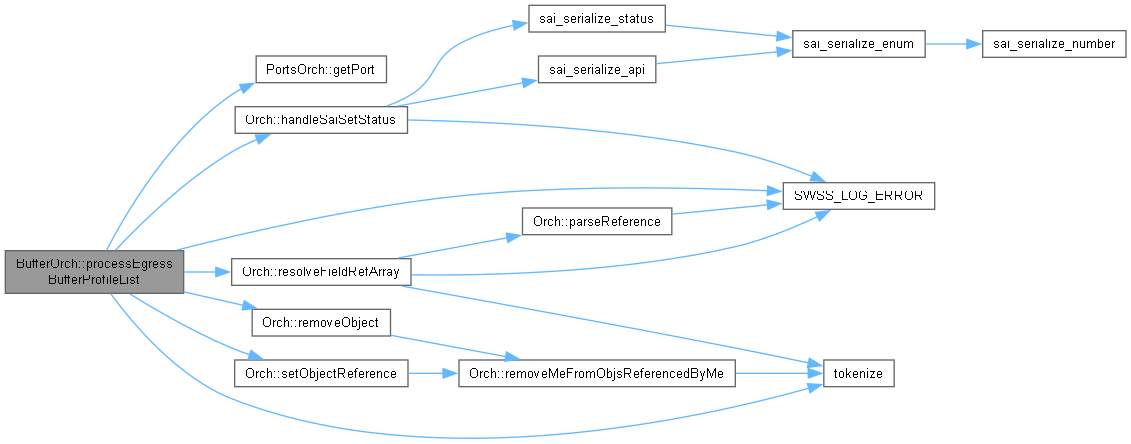 sai_serialize_status
sai_serialize_enum
sai_serialize_number
PortsOrch::getPort
sai_serialize_api
Orch::handleSaiSetStatus
SWSS_LOG_ERROR
Orch::parseReference
BufferOrch::processEgress
BufferProfileList
Orch::resolveFieldRefArray
Orch::removeObject
Orch::setObjectReference
Orch::removeMeFromObjsReferencedByMe
tokenize